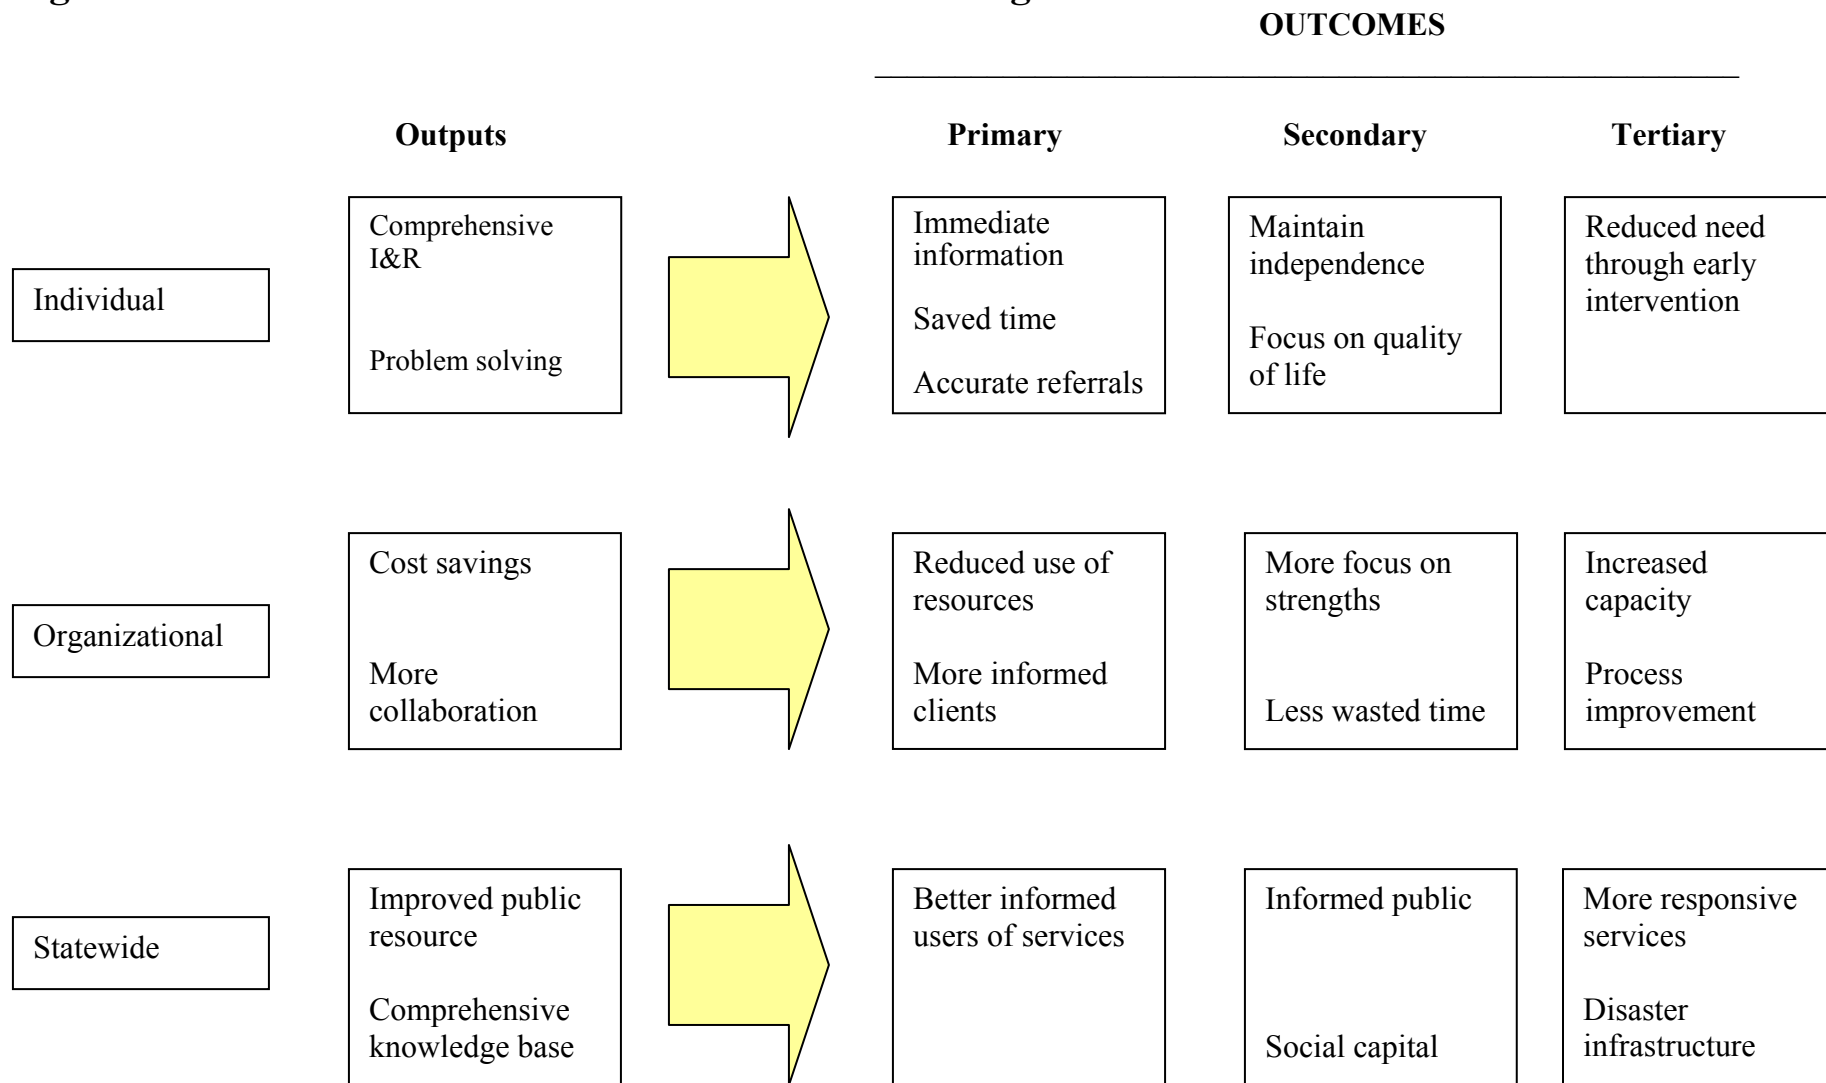 OUTCOMES
Outputs
Primary
Secondary
Tertiary
Individual
Comprehensive
I&R
Problem solving
Immediate
information
Saved time
Accurate referrals
Maintain
independence
Focus on quality
of life
Reduced need
through early
intervention
Organizational
Cost savings
More
collaboration
Reduced use of
resources
More informed
clients
More focus on
strengths
Less wasted time
Increased
capacity
Process
improvement
Statewide
Improved public
resource
Comprehensive
knowledge base
Better informed
users of services
Informed public
Social capital
More responsive
services
Disaster
infrastructure